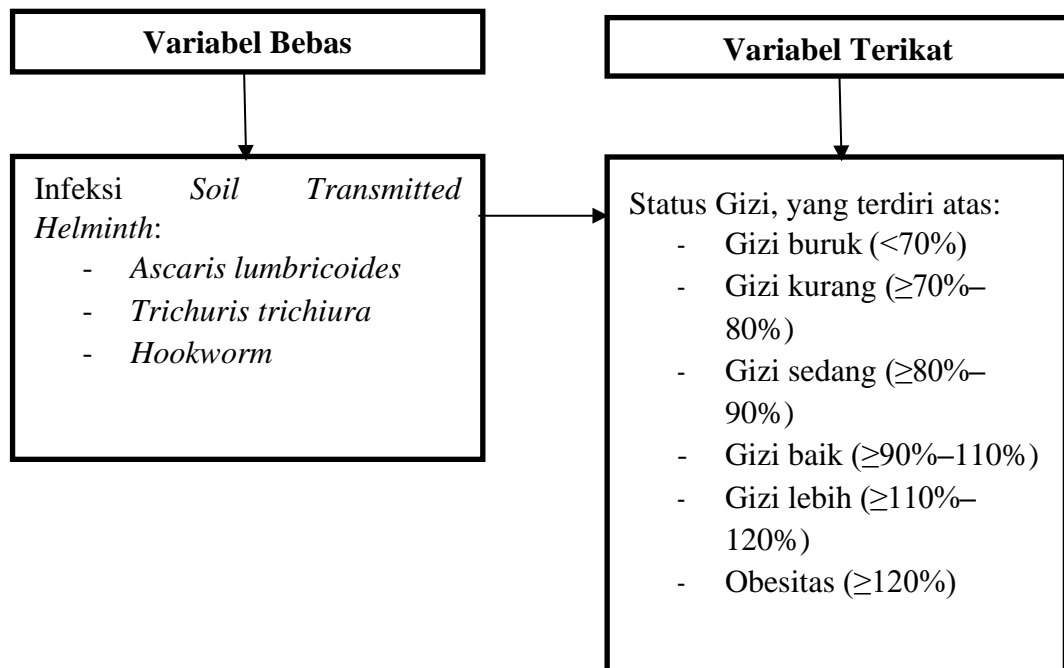 Variabel Bebas
Infeksi Soil Transmitted
Helminth:
- Ascaris lumbricoides
- Trichuris trichiura
- Hookworm
Variabel Terikat
Status Gizi, yang terdiri atas:
- Gizi buruk (<70%)
- Gizi kurang (≥70%–
80%)
- Gizi sedang (≥80%–
90%)
- Gizi baik (≥90%–110%)
- Gizi lebih (≥110%–
120%)
- Obesitas (≥120%)